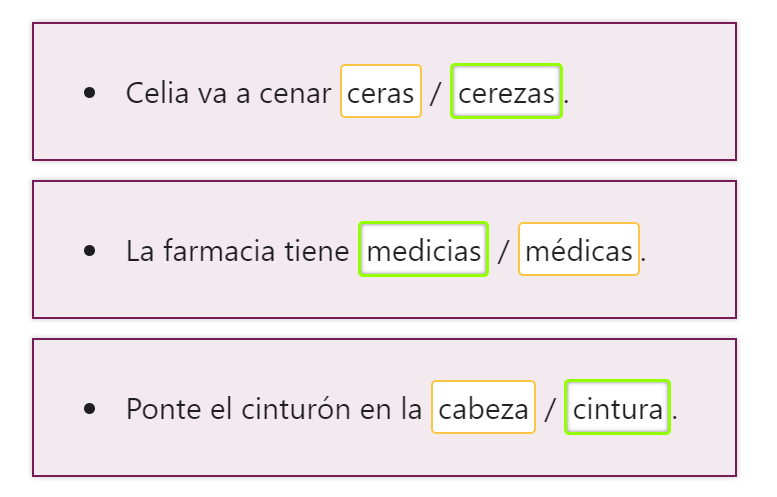 • Celia va a cenar ceras / cerezas.
• La farmacia tiene medicias / médicas.
• Ponte el cinturón en la cabeza / cintura.